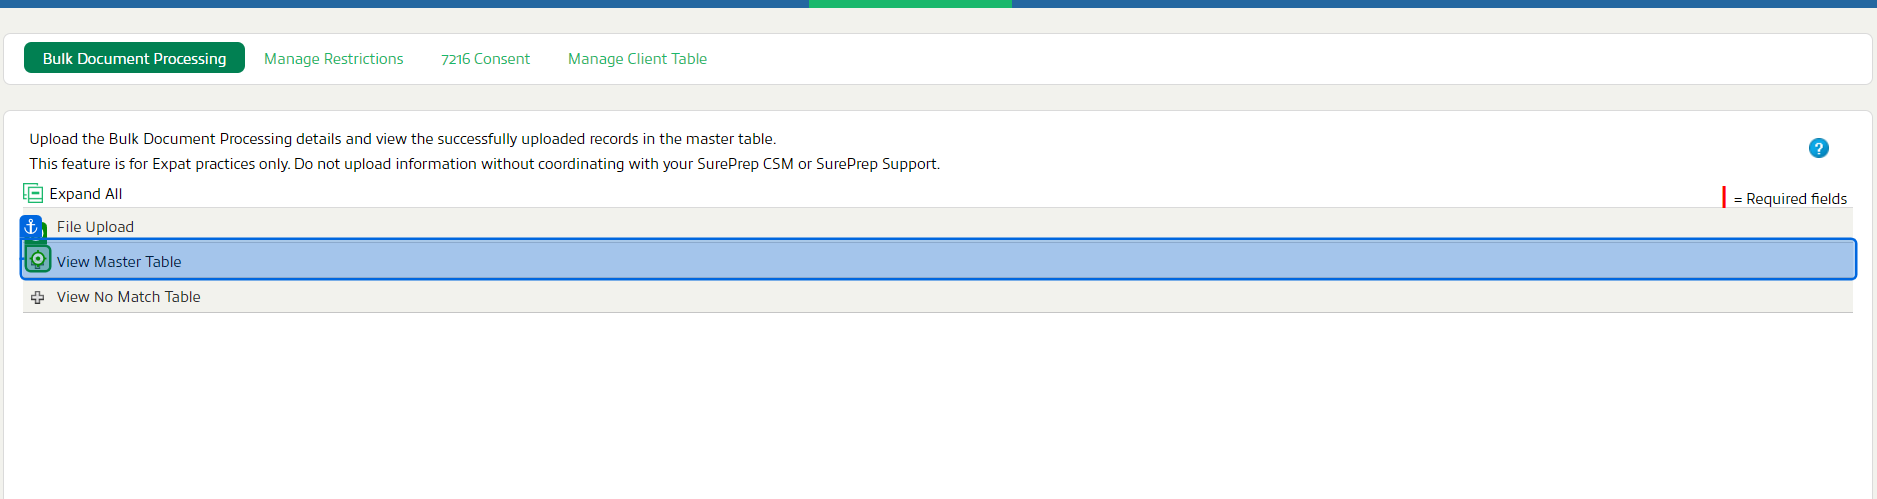 Bulk Document Processing Manage Restrictions 7216 Consent Manage Client Table
Upload the Bulk Document Processing details and view the successfully uploaded records in the master table.
This feature is for Expat practices only. Do not upload information without coordinating with your SurePrep CSM or SurePrep Support.
?
Expand All
= Required fields
File Upload
View Master Table
View No Match Table